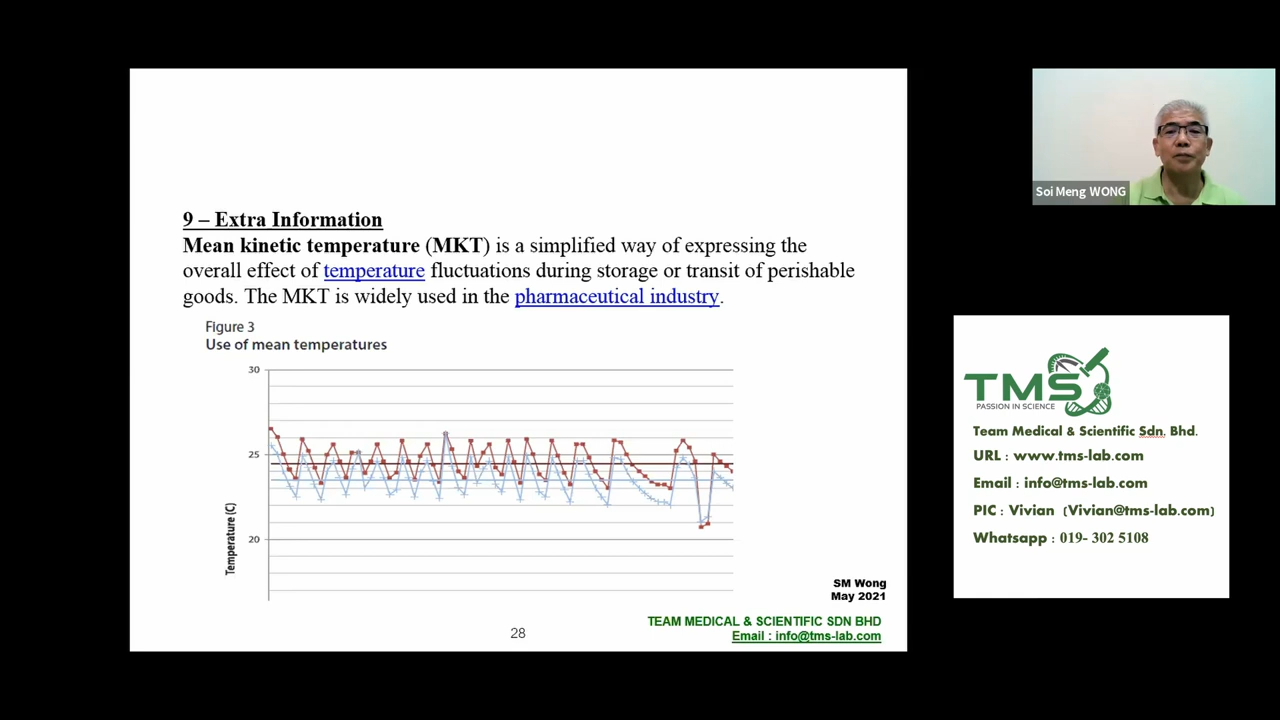 9 – Extra Information
Mean kinetic temperature (MKT) is a simplified way of expressing the
overall effect of temperature fluctuations during storage or transit of perishable
goods. The MKT is widely used in the pharmaceutical industry.
Figure 3
Use of mean temperatures
30
25
20
Temperature (C)
SM Wong
May 2021
TEAM MEDICAL & SCIENTIFIC SDN BHD
Email : info@tms-lab.com
28
Soi Meng WONG
TMS
PASSION IN SCIENCE
Team Medical & Scientific Sdn. Bhd.
URL : www.tms-lab.com
Email : info@tms-lab.com
PIC : Vivian (Vivian@tms-lab.com)
Whatsapp : 019- 302 5108